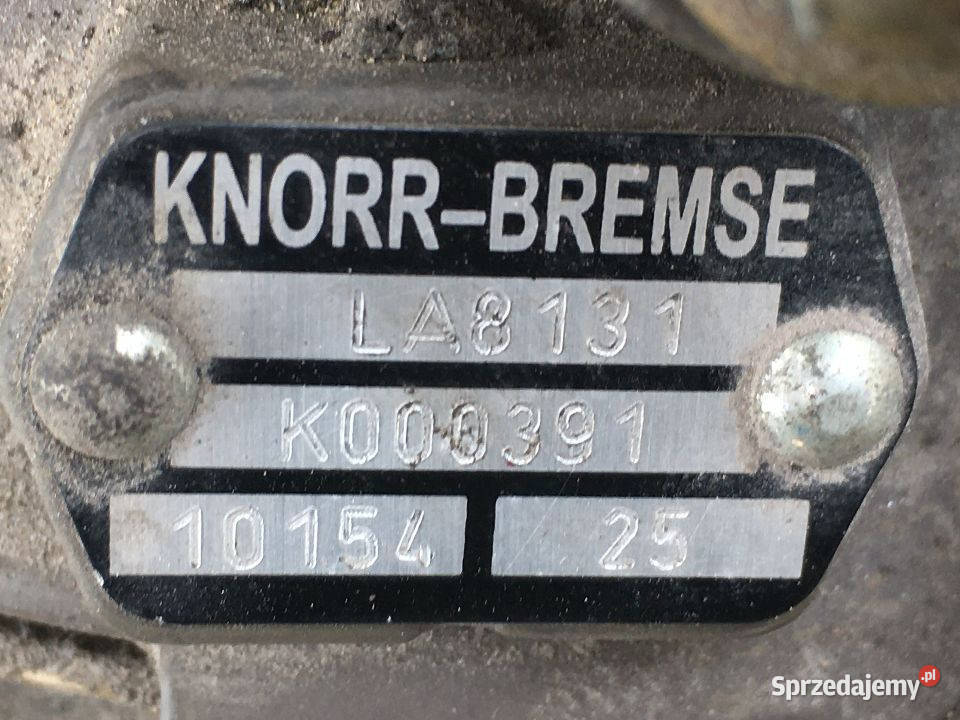 KNORR-BREMSE
LA8131
K000391
10154 25
Sprzedajemy.pl